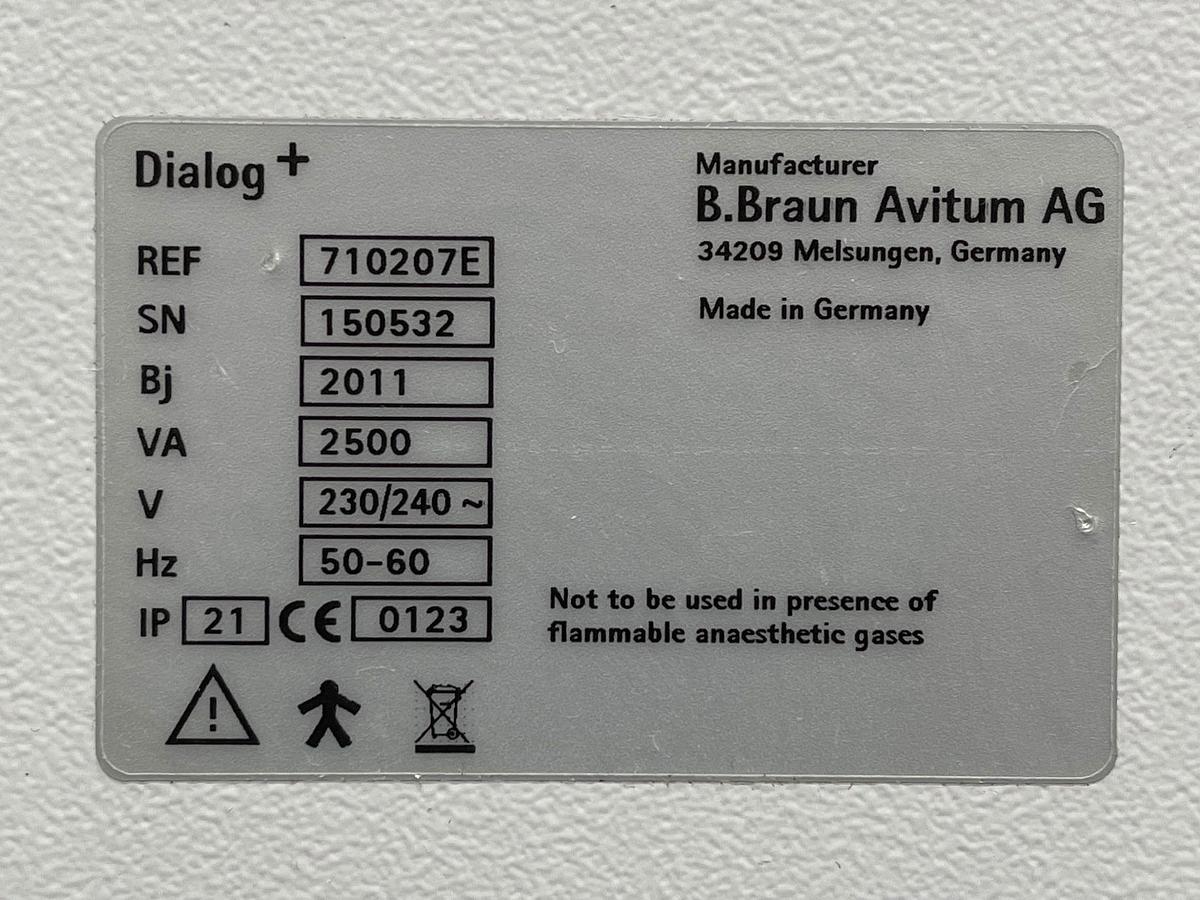 Dialog+
Manufacturer
B.Braun Avitum AG
34209 Melsungen, Germany
Made in Germany
REF 710207E
SN 150532
Bj 2011
VA 2500
V 230/240 ~
Hz 50-60
IP 21 CE 0123
Not to be used in presence of
flammable anaesthetic gases
!